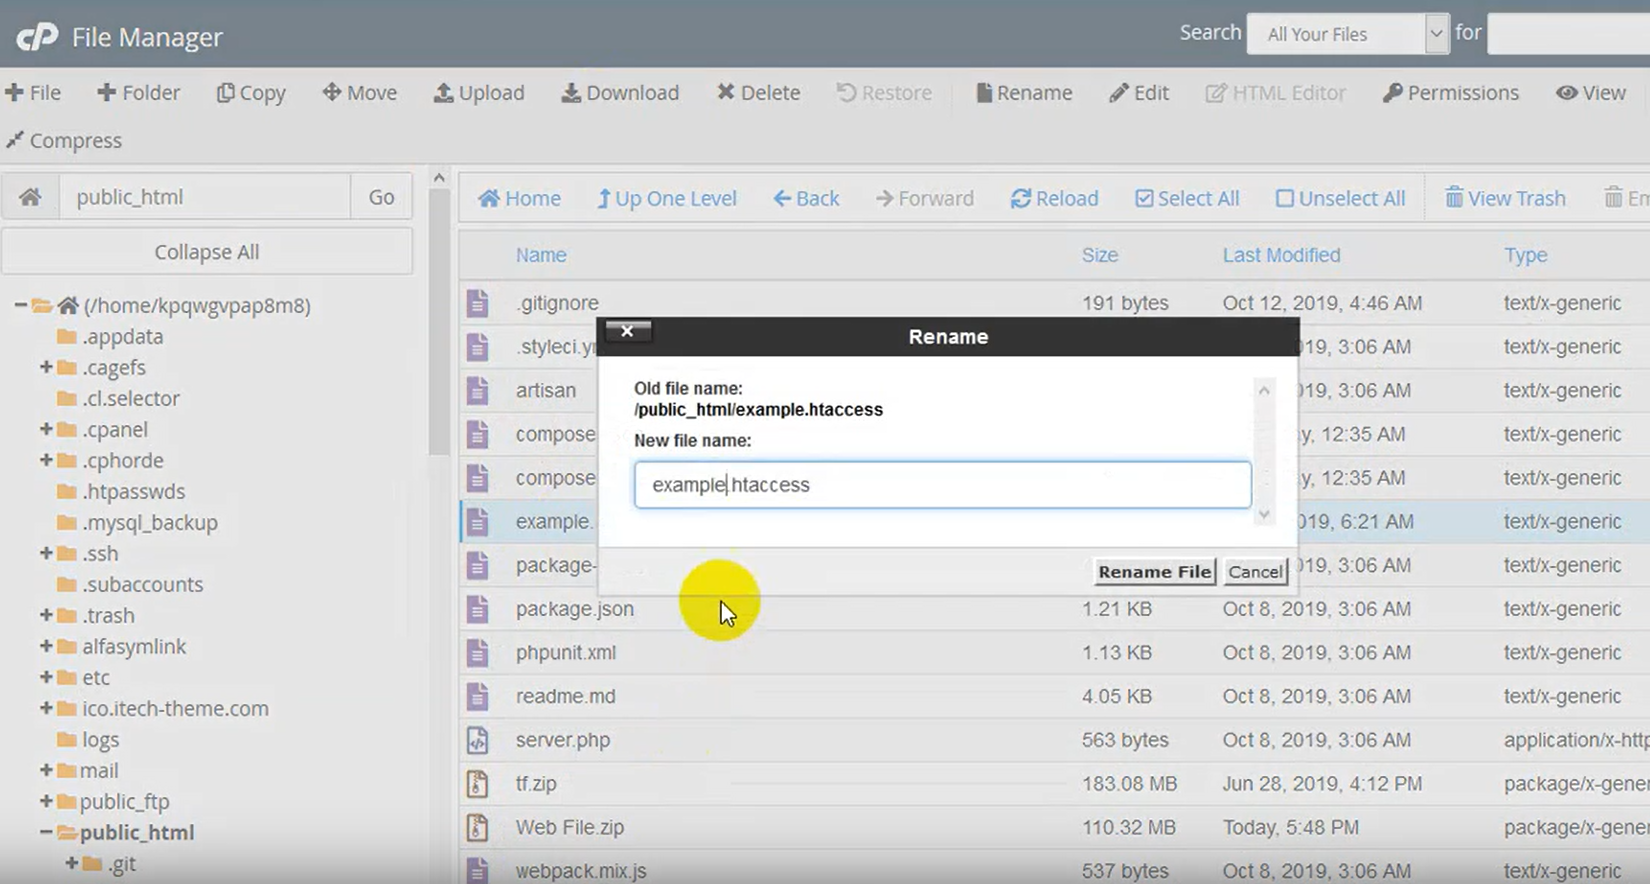 cP File Manager
Search All Your Files for
File Folder Copy Move Upload Download Delete Restore Rename Edit HTML Editor Permissions View
Compress
public_html Go
Collapse All
(/home/kpqwgvpap8m8)
.appdata
.cagefs
.cl.selector
.cpanel
.cphorde
.htpasswds
.mysql_backup
.ssh
.subaccounts
.trash
alfasymlink
etc
ico.itech-theme.com
logs
mail
public_ftp
public_html
.git
Home Up One Level Back Forward Reload Select All Unselect All View Trash
Name Size Last Modified Type
.gitignore 191 bytes Oct 12, 2019, 4:46 AM text/x-generic
.styleci.y 019, 3:06 AM text/x-generic
artisan 019, 3:06 AM text/x-generic
compose y, 12:35 AM text/x-generic
compose y, 12:35 AM text/x-generic
example. 019, 6:21 AM text/x-generic
package- 019, 3:06 AM text/x-generic
package.json 1.21 KB Oct 8, 2019, 3:06 AM text/x-generic
phpunit.xml 1.13 KB Oct 8, 2019, 3:06 AM text/x-generic
readme.md 4.05 KB Oct 8, 2019, 3:06 AM text/x-generic
server.php 563 bytes Oct 8, 2019, 3:06 AM application/x-http
tf.zip 183.08 MB Jun 28, 2019, 4:12 PM package/x-gene
Web File.zip 110.32 MB Today, 5:48 PM package/x-gene
webpack.mix.js 537 bytes Oct 8, 2019, 3:06 AM text/x-generic
Rename
Old file name:
/public_html/example.htaccess
New file name:
example.htaccess
Rename File Cancel